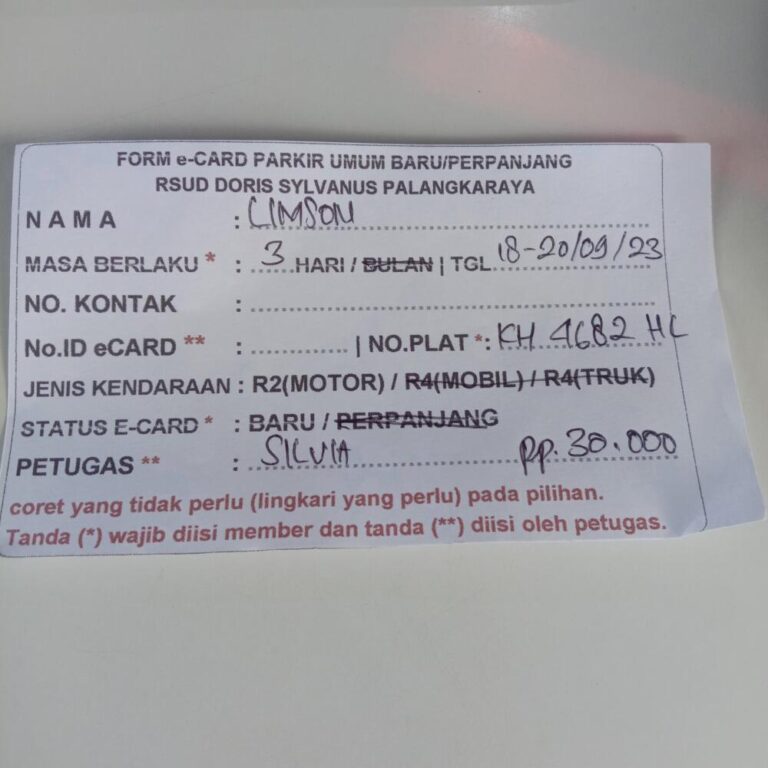 FORM e-CARD PARKIR UMUM BARU/PERPANJANG
RSUD DORIS SYLVANUS PALANGKARAYA
NAMA : LIMSON
MASA BERLAKU * : 3 HARI / BULAN | TGL 18-20/09/23
NO. KONTAK :
No.ID eCARD ** : | NO.PLAT *: KH 4682 HL
JENIS KENDARAAN : R2(MOTOR) / R4(MOBIL) / R4(TRUK)
STATUS E-CARD * : BARU / PERPANJANG
PETUGAS ** : SILVIA Rp. 30.000
coret yang tidak perlu (lingkari yang perlu) pada pilihan.
Tanda (*) wajib diisi member dan tanda (**) diisi oleh petugas.